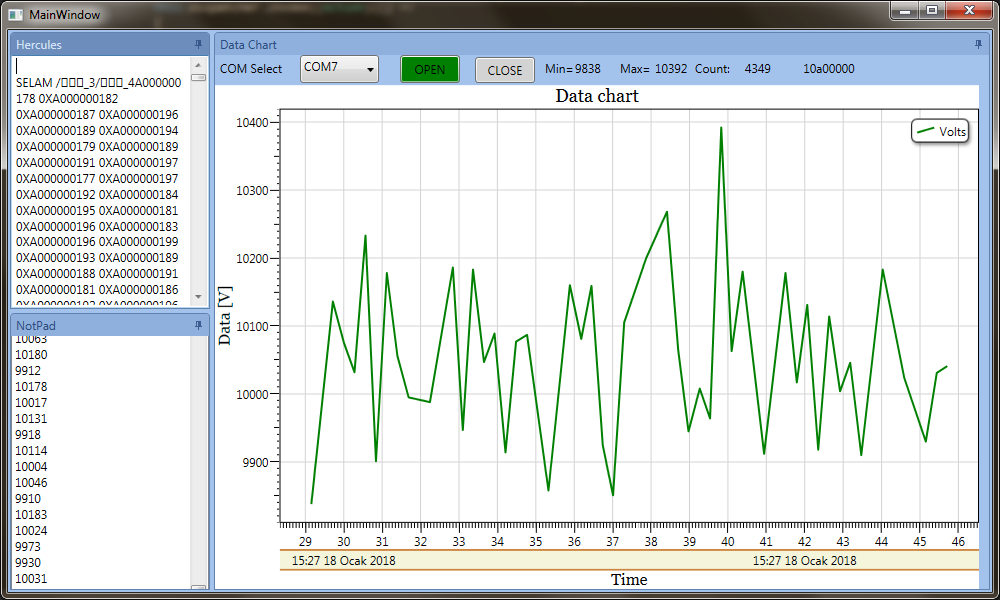 MainWindow
Hercules
SELAM /□□□_3/□□□_4A000000
178 0XA000000182
0XA000000187 0XA000000196
0XA000000189 0XA000000194
0XA000000179 0XA000000189
0XA000000191 0XA000000197
0XA000000177 0XA000000197
0XA000000192 0XA000000184
0XA000000195 0XA000000181
0XA000000196 0XA000000183
0XA000000196 0XA000000199
0XA000000193 0XA000000189
0XA000000188 0XA000000191
0XA000000181 0XA000000186
NotPad
10063
10180
9912
10178
10017
10131
9918
10114
10004
10046
9910
10183
10024
9973
9930
10031
Data Chart
COM Select COM7 OPEN CLOSE Min= 9838 Max= 10392 Count: 4349 10a00000
Data chart
Volts
10400
10300
10200
10100
10000
9900
Data [V]
29 30 31 32 33 34 35 36 37 38 39 40 41 42 43 44 45 46
15:27 18 Ocak 2018 15:27 18 Ocak 2018
Time